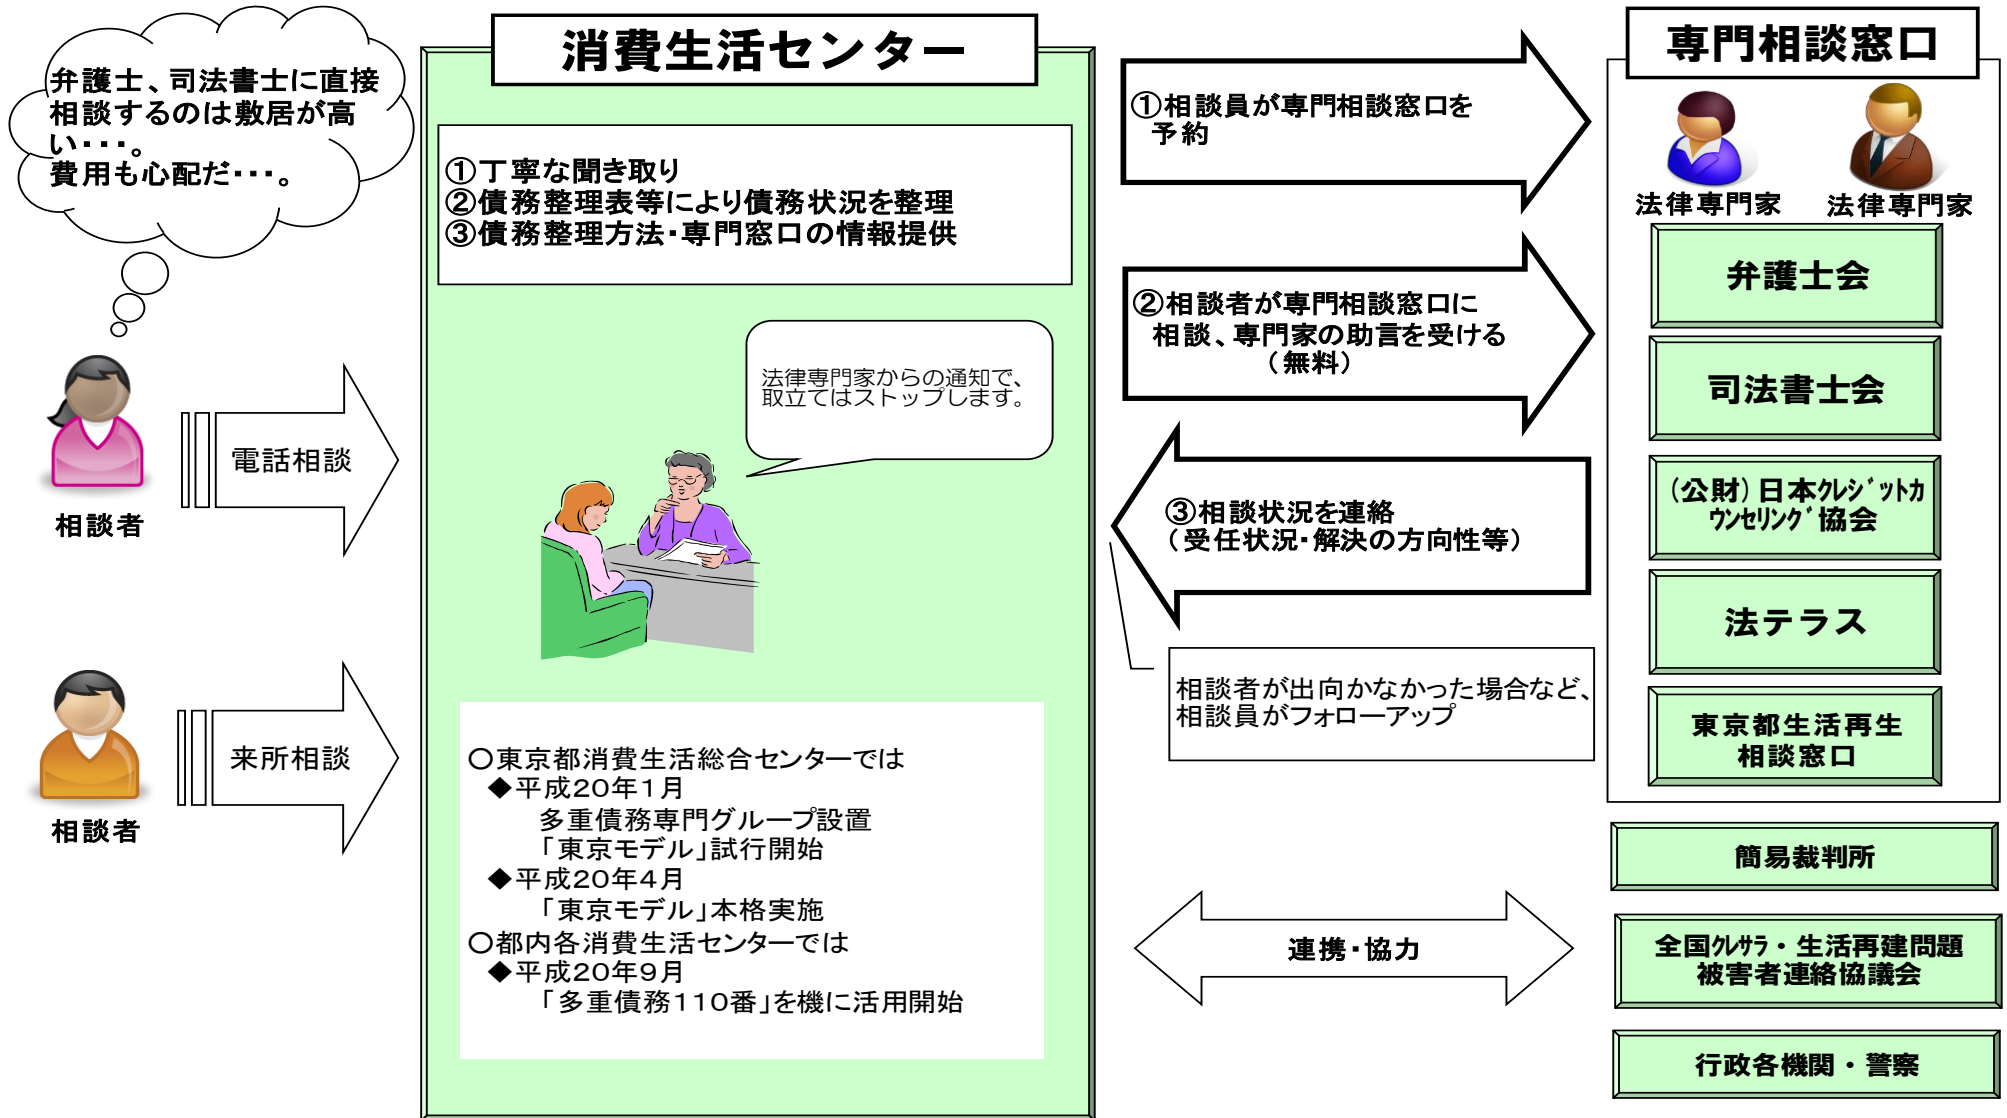 弁護士、司法書士に直接
相談するのは敷居が高
い・・・。
費用も心配だ・・・。
相談者
電話相談
相談者
来所相談
消費生活センター
①丁寧な聞き取り
②債務整理表等により債務状況を整理
③債務整理方法・専門窓口の情報提供
法律専門家からの通知で、
取立てはストップします。
○東京都消費生活総合センターでは
◆平成20年1月
多重債務専門グループ設置
「東京モデル」試行開始
◆平成20年4月
「東京モデル」本格実施
○都内各消費生活センターでは
◆平成20年9月
「多重債務110番」を機に活用開始
①相談員が専門相談窓口を
予約
②相談者が専門相談窓口に
相談、専門家の助言を受ける
（無料）
③相談状況を連絡
（受任状況・解決の方向性等）
相談者が出向かなかった場合など、
相談員がフォローアップ
連携・協力
専門相談窓口
法律専門家
法律専門家
弁護士会
司法書士会
（公財）日本ｸﾚｼﾞｯﾄｶ
ｳﾝｾﾘﾝｸﾞ協会
法テラス
東京都生活再生
相談窓口
簡易裁判所
全国ｸﾚｻﾗ・生活再建問題
被害者連絡協議会
行政各機関・警察